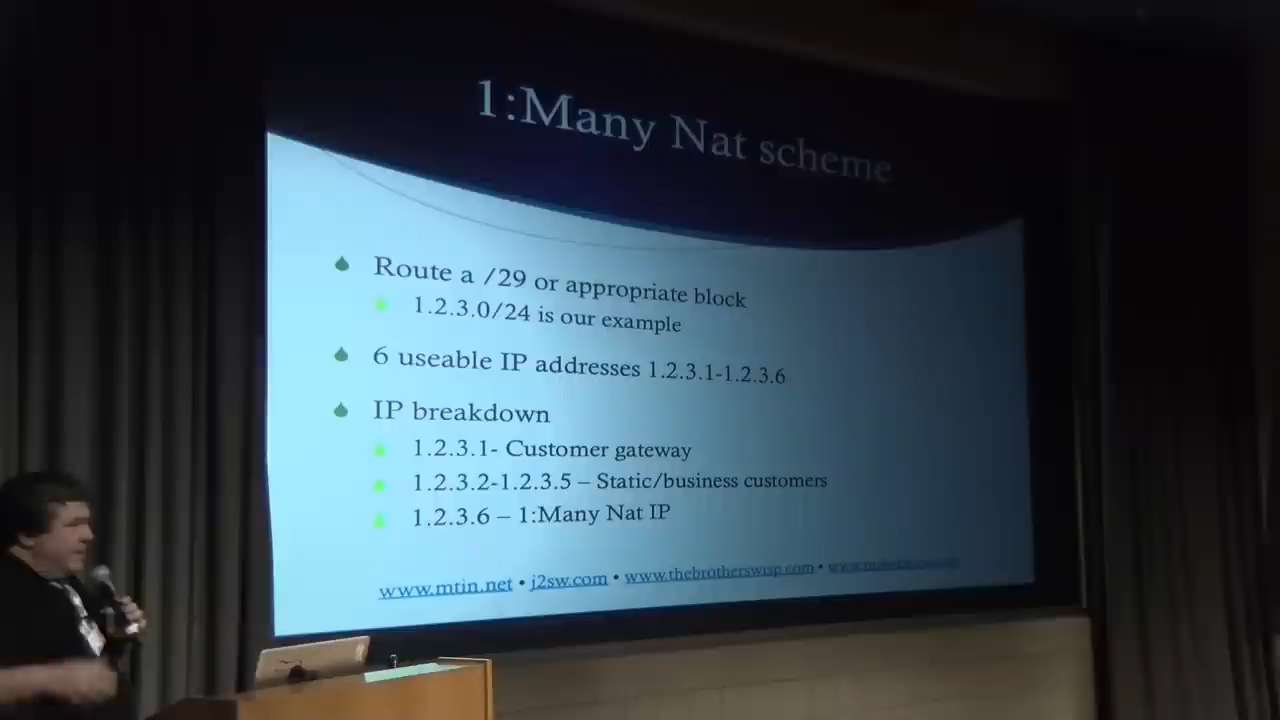 1:Many Nat scheme
Route a /29 or appropriate block
1.2.3.0/24 is our example
6 useable IP addresses 1.2.3.1-1.2.3.6
IP breakdown
1.2.3.1- Customer gateway
1.2.3.2-1.2.3.5 – Static/business customers
1.2.3.6 – 1:Many Nat IP
www.mtin.net • j2sw.com • www.thebrotherswisp.com •